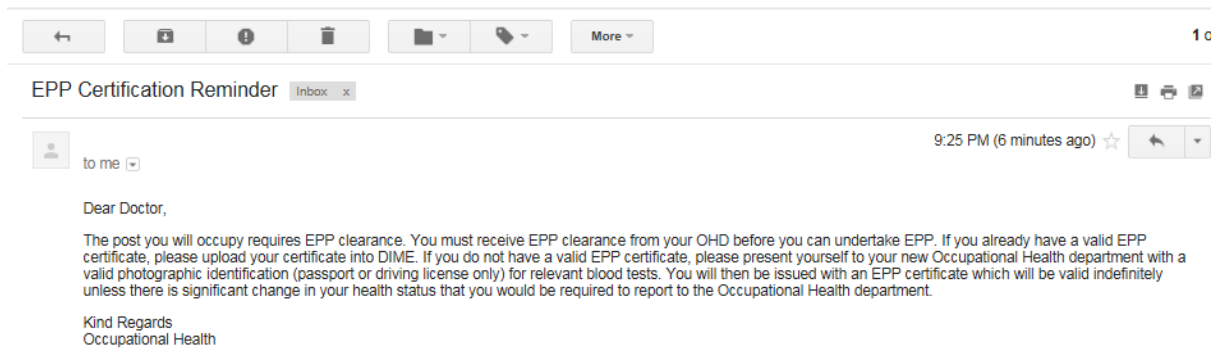 More
1 o
EPP Certification Reminder Inbox x
9:25 PM (6 minutes ago)
to me
Dear Doctor,
The post you will occupy requires EPP clearance. You must receive EPP clearance from your OHD before you can undertake EPP. If you already have a valid EPP
certificate, please upload your certificate into DIME. If you do not have a valid EPP certificate, please present yourself to your new Occupational Health department with a
valid photographic identification (passport or driving license only) for relevant blood tests. You will then be issued with an EPP certificate which will be valid indefinitely
unless there is significant change in your health status that you would be required to report to the Occupational Health department.
Kind Regards
Occupational Health